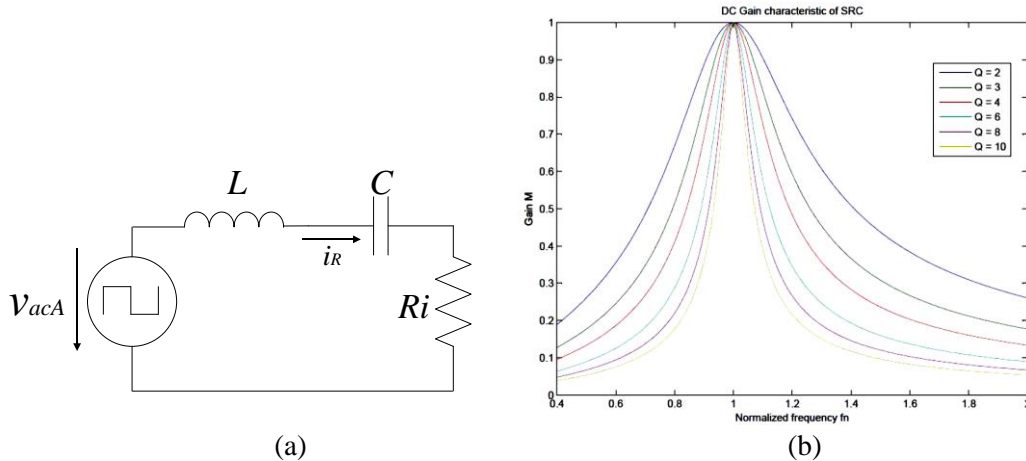 L
C
iR
vacA
Ri
(a)
DC Gain characteristic of SRC
Gain M
1
0.9
0.8
0.7
0.6
0.5
0.4
0.3
0.2
0.1
0
0.4
0.6
0.8
1
1.2
1.4
1.6
1.8
2
Normalized frequency fn
Q = 2
Q = 3
Q = 4
Q = 6
Q = 8
Q = 10
(b)